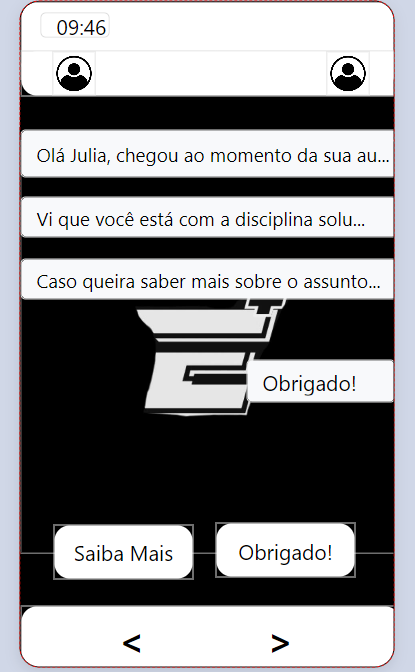 09:46
Olá Julia, chegou ao momento da sua au...
Vi que você está com a disciplina solu...
Caso queira saber mais sobre o assunto...
Obrigado!
Saiba Mais
Obrigado!
< >